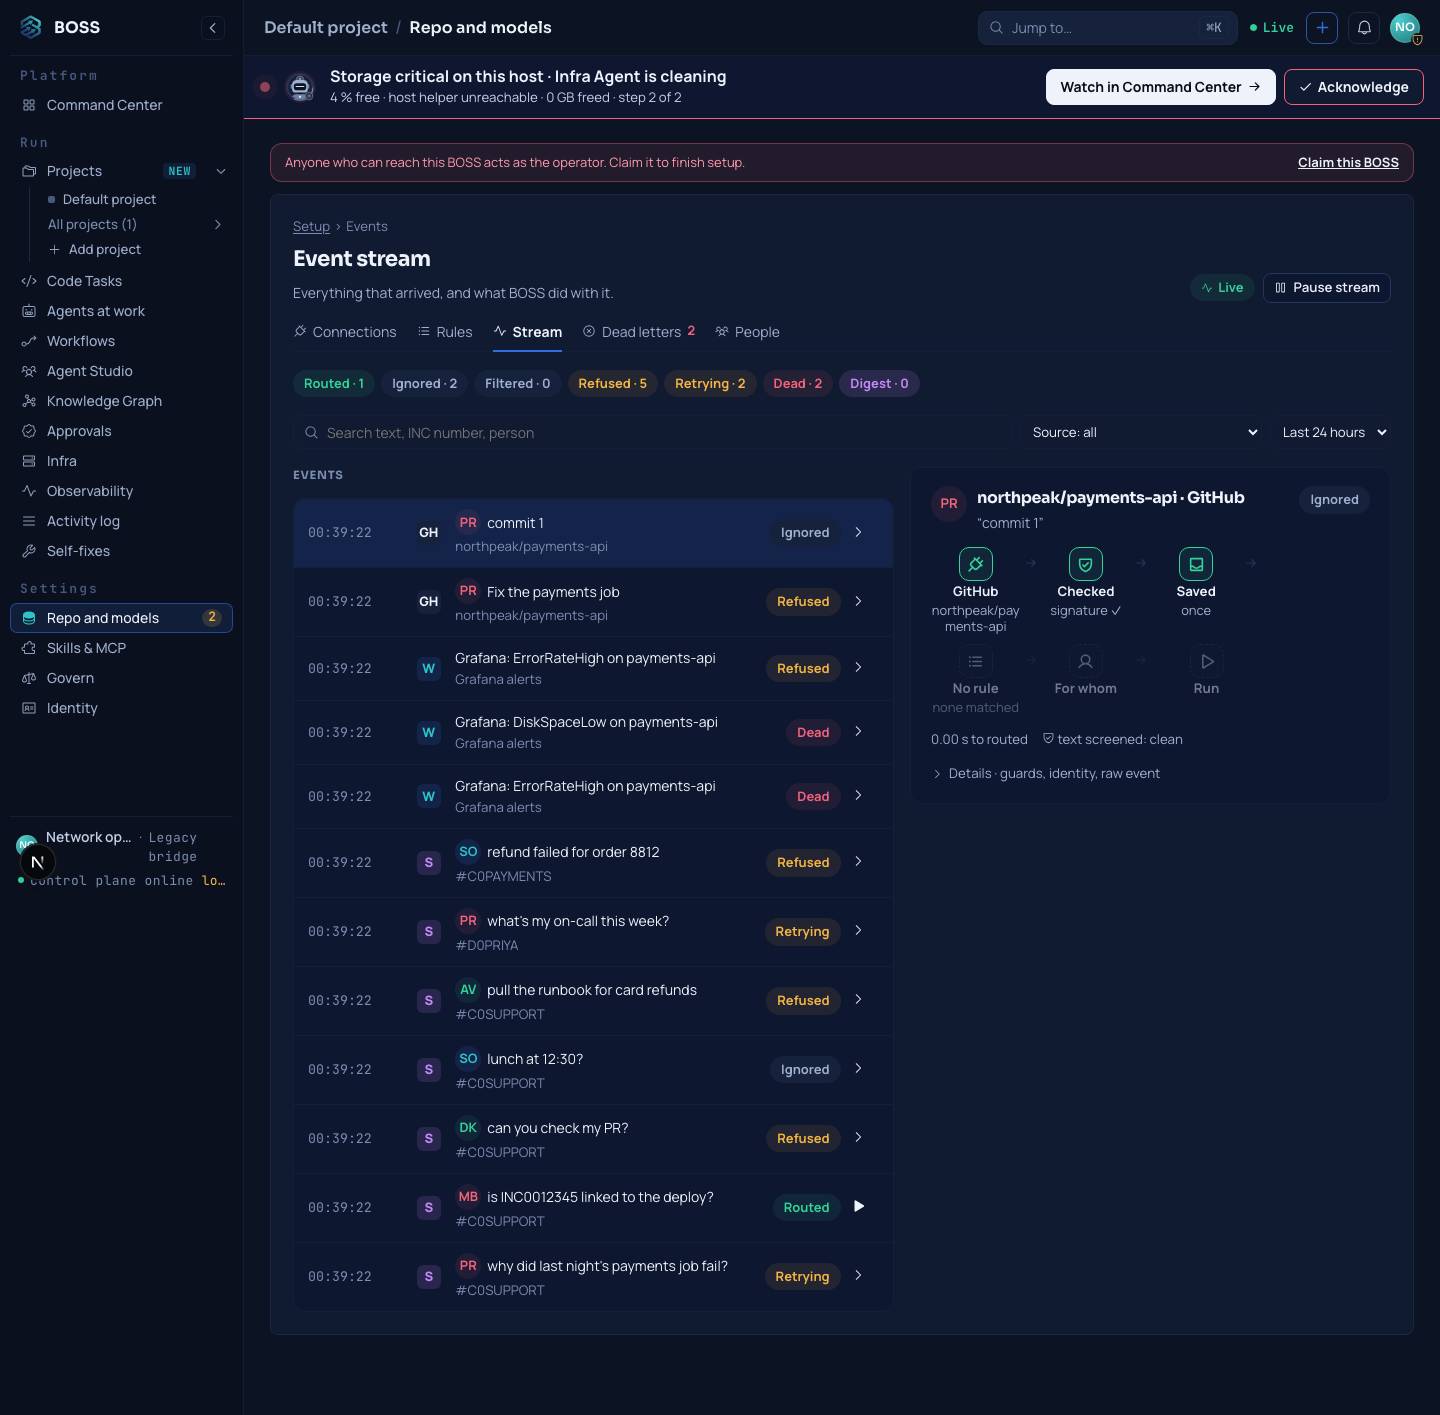 BOSS
Platform
Command Center
Run
Projects NEW
Default project
All projects (1)
Add project
Code Tasks
Agents at work
Workflows
Agent Studio
Knowledge Graph
Approvals
Infra
Observability
Activity log
Self-fixes
Settings
Repo and models 2
Skills & MCP
Govern
Identity
Network op… · Legacy bridge
control plane online lo…
Default project / Repo and models
Jump to… ⌘K
Live
NO
Storage critical on this host · Infra Agent is cleaning
4 % free · host helper unreachable · 0 GB freed · step 2 of 2
Watch in Command Center →
Acknowledge
Anyone who can reach this BOSS acts as the operator. Claim it to finish setup.
Claim this BOSS
Setup › Events
Event stream
Everything that arrived, and what BOSS did with it.
Live
Pause stream
Connections
Rules
Stream
Dead letters 2
People
Routed · 1
Ignored · 2
Filtered · 0
Refused · 5
Retrying · 2
Dead · 2
Digest · 0
Search text, INC number, person
Source: all
Last 24 hours
EVENTS
00:39:22 GH PR commit 1 Ignored
northpeak/payments-api
00:39:22 GH PR Fix the payments job Refused
northpeak/payments-api
00:39:22 W Grafana: ErrorRateHigh on payments-api Refused
Grafana alerts
00:39:22 W Grafana: DiskSpaceLow on payments-api Dead
Grafana alerts
00:39:22 W Grafana: ErrorRateHigh on payments-api Dead
Grafana alerts
00:39:22 S SO refund failed for order 8812 Refused
#C0PAYMENTS
00:39:22 S PR what's my on-call this week? Retrying
#D0PRIYA
00:39:22 S AV pull the runbook for card refunds Refused
#C0SUPPORT
00:39:22 S SO lunch at 12:30? Ignored
#C0SUPPORT
00:39:22 S DK can you check my PR? Refused
#C0SUPPORT
00:39:22 S MB is INC0012345 linked to the deploy? Routed
#C0SUPPORT
00:39:22 S PR why did last night's payments job fail? Retrying
#C0SUPPORT
PR northpeak/payments-api · GitHub Ignored
“commit 1”
GitHub
northpeak/pay
ments-api
Checked
signature ✓
Saved
once
No rule
none matched
For whom
Run
0.00 s to routed
text screened: clean
Details · guards, identity, raw event